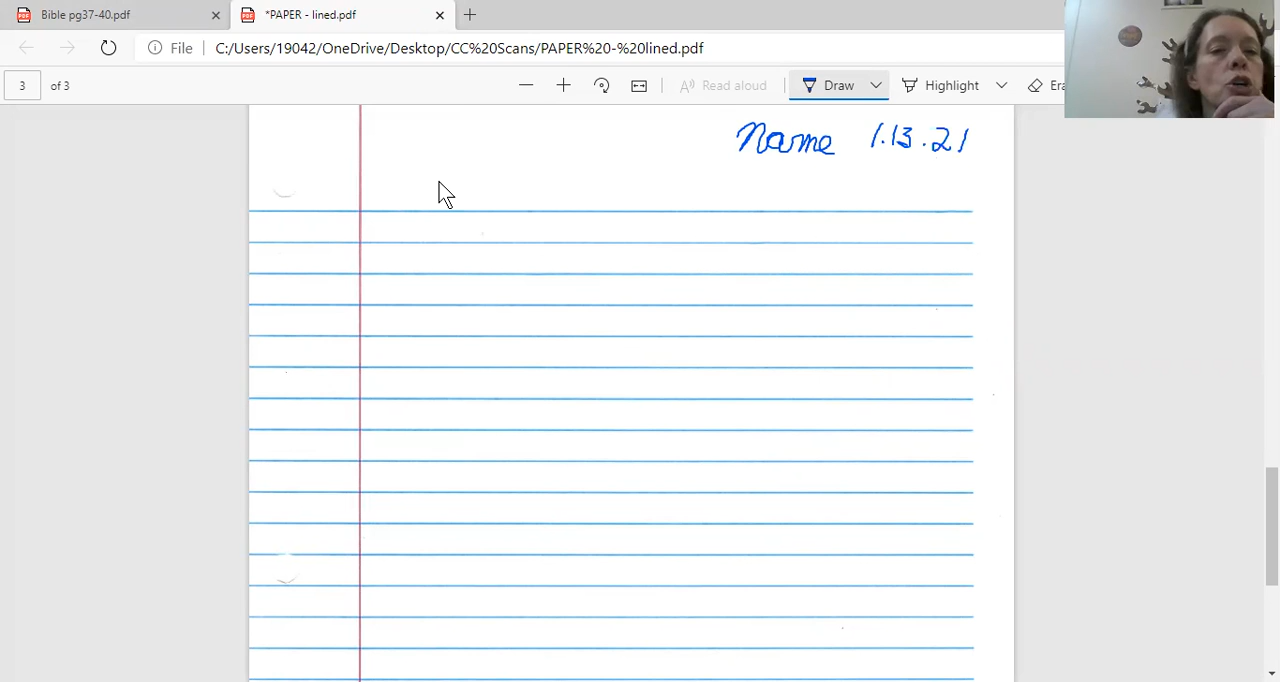 Bible pg37-40.pdf
*PAPER - lined.pdf
File C:/Users/19042/OneDrive/Desktop/CC%20Scans/PAPER%20-%20lined.pdf
3 of 3 Read aloud Draw Highlight Era
Name 1.13.21